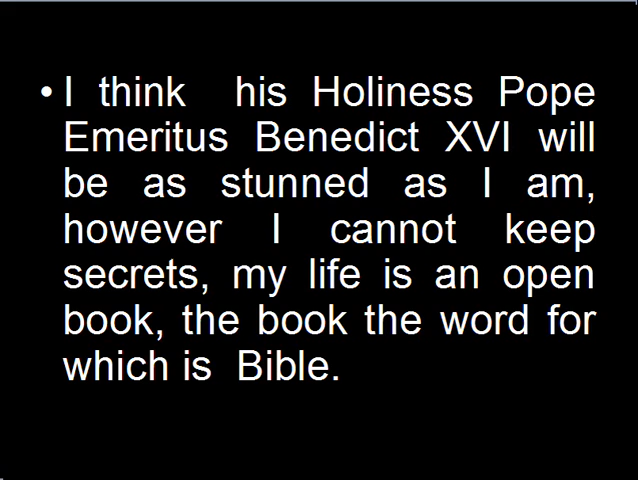 • I think his Holiness Pope
Emeritus Benedict XVI will
be as stunned as I am,
however I cannot keep
secrets, my life is an open
book, the book the word for
which is Bible.